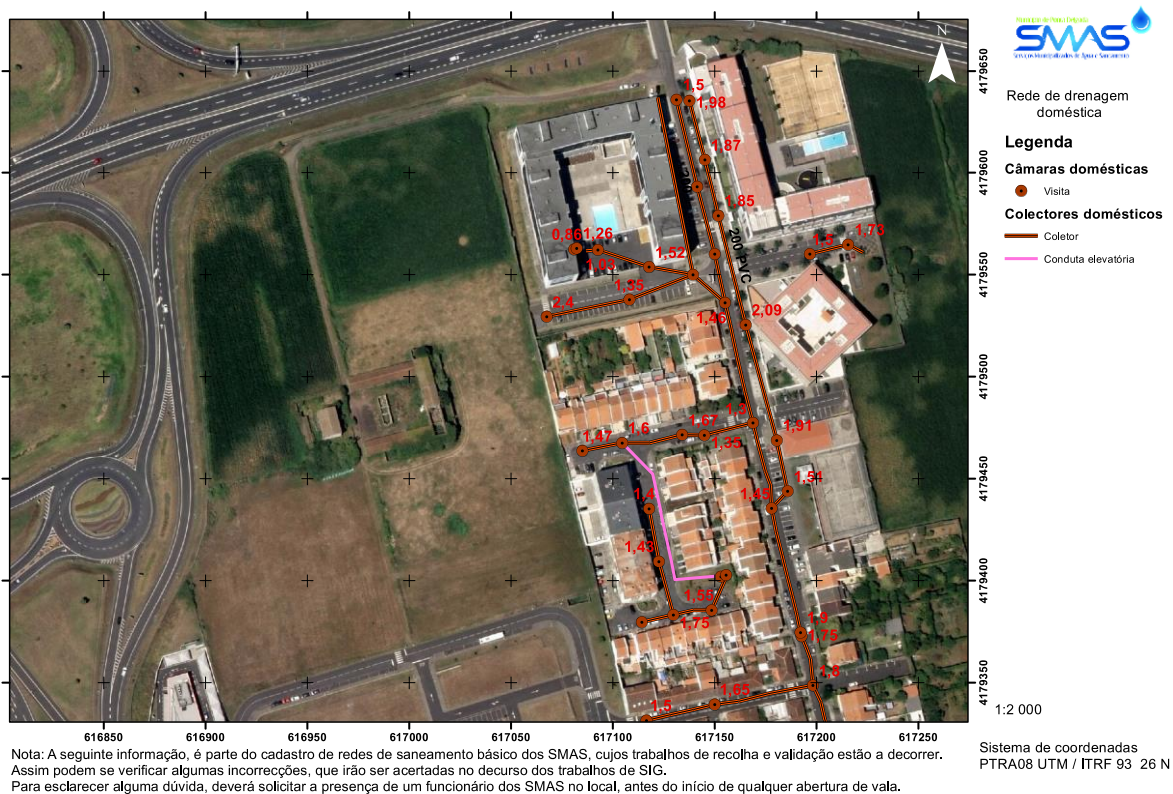 N
SMAS
Serviços Municipalizados de Água e Saneamento
Rede de drenagem
doméstica
Legenda
Câmaras domésticas
Visita
Colectores domésticos
Coletor
Conduta elevatória
1,5
1,98
1,87
1,85
200 PVC
0,86
1,26
1,03
1,52
1,5
1,73
2,4
1,35
1,46
2,09
1,3
1,67
1,6
1,47
1,35
1,91
1,51
1,45
1,4
1,43
1,55
1,75
1,9
1,75
1,8
1,65
1,5
4179650
4179600
4179550
4179500
4179450
4179400
4179350
616850
616900
616950
617000
617050
617100
617150
617200
617250
1:2 000
Nota: A seguinte informação, é parte do cadastro de redes de saneamento básico dos SMAS, cujos trabalhos de recolha e validação estão a decorrer.
Assim podem se verificar algumas incorrecções, que irão ser acertadas no decurso dos trabalhos de SIG.
Para esclarecer alguma dúvida, deverá solicitar a presença de um funcionário dos SMAS no local, antes do início de qualquer abertura de vala.
Sistema de coordenadas
PTRA08 UTM / ITRF 93 26 N